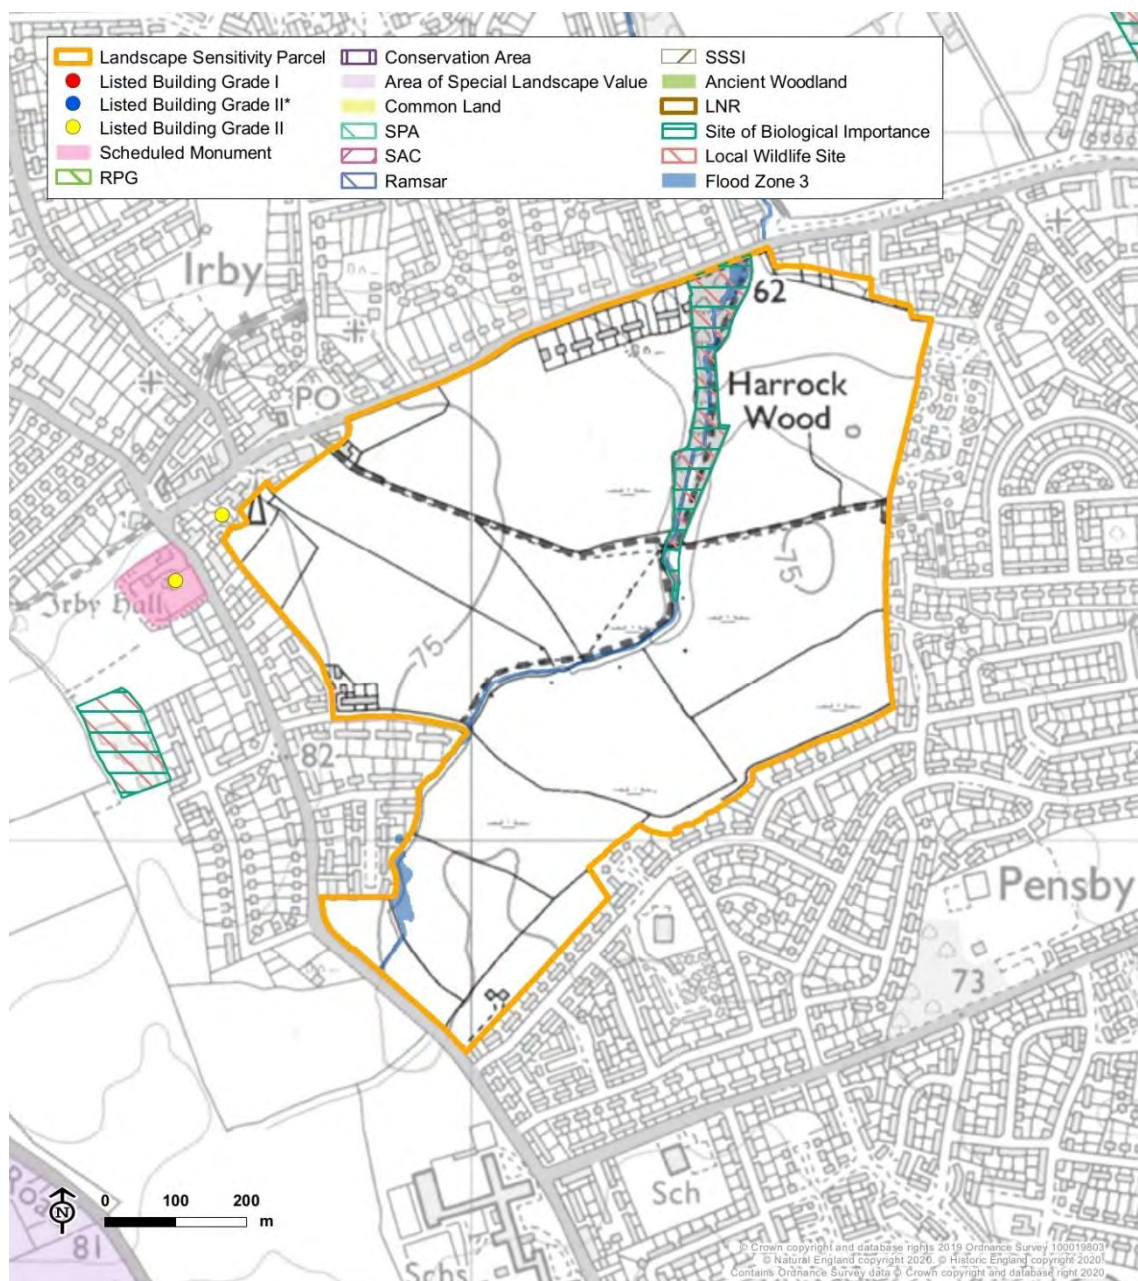 Landscape Sensitivity Parcel
Listed Building Grade I
Listed Building Grade II*
Listed Building Grade II
Scheduled Monument
RPG
Conservation Area
Area of Special Landscape Value
Common Land
SPA
SAC
Ramsar
SSSI
Ancient Woodland
LNR
Site of Biological Importance
Local Wildlife Site
Flood Zone 3
Irby
PO
62
Harrock
Wood
75
75
Irby Hall
82
Pensby
73
Sch
Schs
Road
81
N
0 100 200
m
© Crown copyright and database rights 2019 Ordnance Survey 100019803
© Natural England copyright 2020. © Historic England copyright 2020.
Contains Ordnance Survey data © Crown copyright and database right 2020